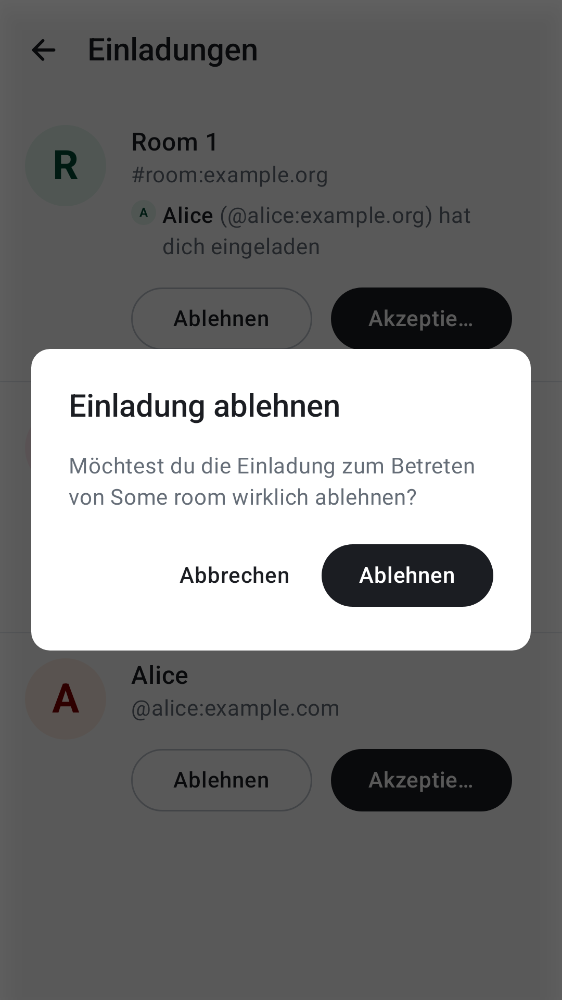 Einladungen
R
Room 1
#room:example.org
A Alice (@alice:example.org) hat
dich eingeladen
Ablehnen
Akzeptie…
Einladung ablehnen
Möchtest du die Einladung zum Betreten
von Some room wirklich ablehnen?
Abbrechen
Ablehnen
A
Alice
@alice:example.com
Ablehnen
Akzeptie…